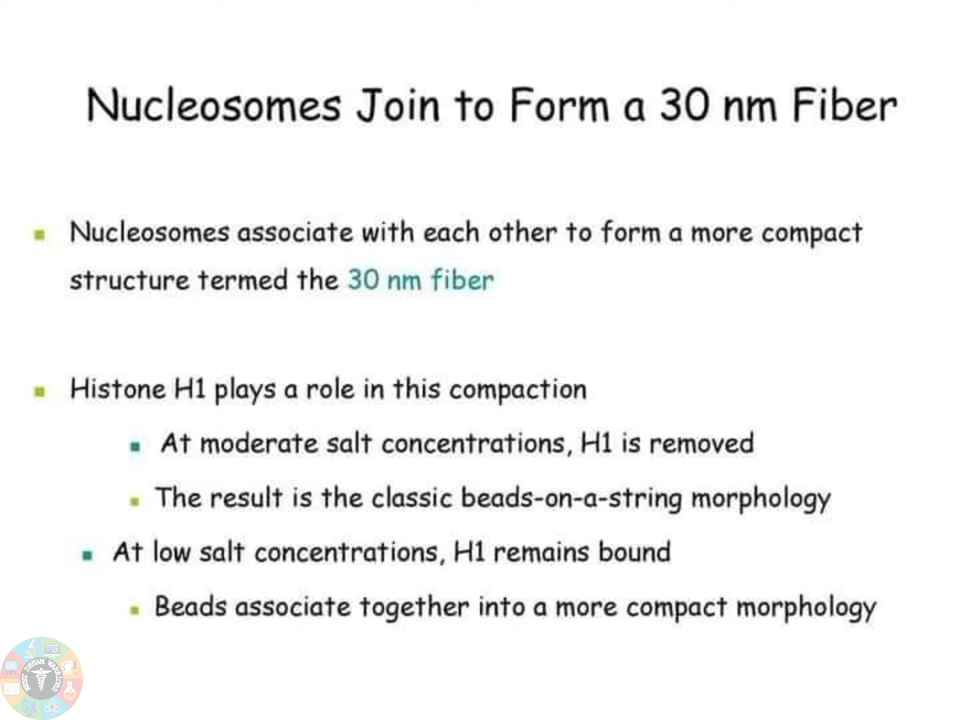 Nucleosomes Join to Form a 30 nm Fiber
Nucleosomes associate with each other to form a more compact
structure termed the 30 nm fiber
Histone H1 plays a role in this compaction
At moderate salt concentrations, H1 is removed
The result is the classic beads-on-a-string morphology
At low salt concentrations, H1 remains bound
Beads associate together into a more compact morphology